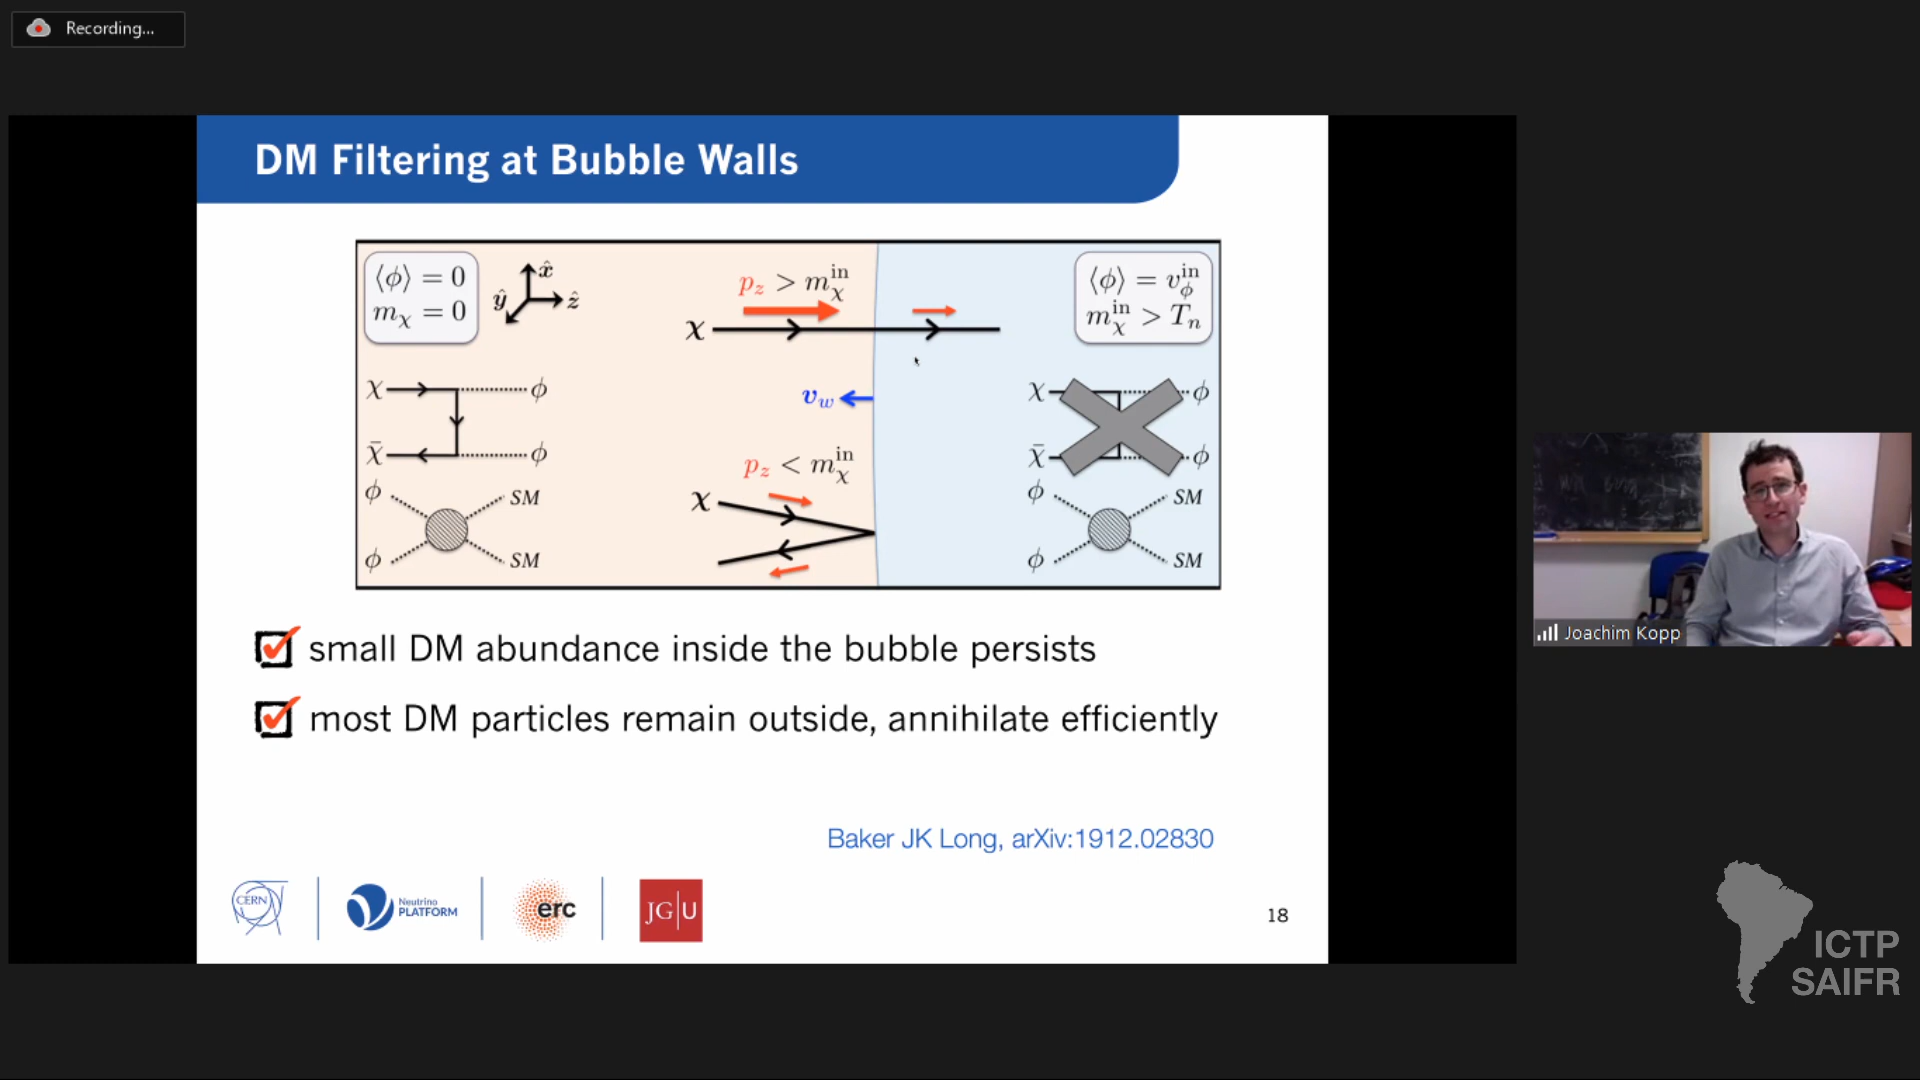 Recording...
DM Filtering at Bubble Walls
⟨ϕ⟩ = 0
m_χ = 0
x̂
ŷ
ẑ
p_z > m_χ^in
χ
⟨ϕ⟩ = v_ϕ^in
m_χ^in > T_n
χ ϕ
χ̄ ϕ
ϕ SM
ϕ SM
v_w
p_z < m_χ^in
χ
χ ϕ
χ̄ ϕ
ϕ SM
ϕ SM
small DM abundance inside the bubble persists
most DM particles remain outside, annihilate efficiently
Baker JK Long, arXiv:1912.02830
CERN
Neutrino
PLATFORM
erc
JG|U
18
Joachim Kopp
ICTP
SAIFR